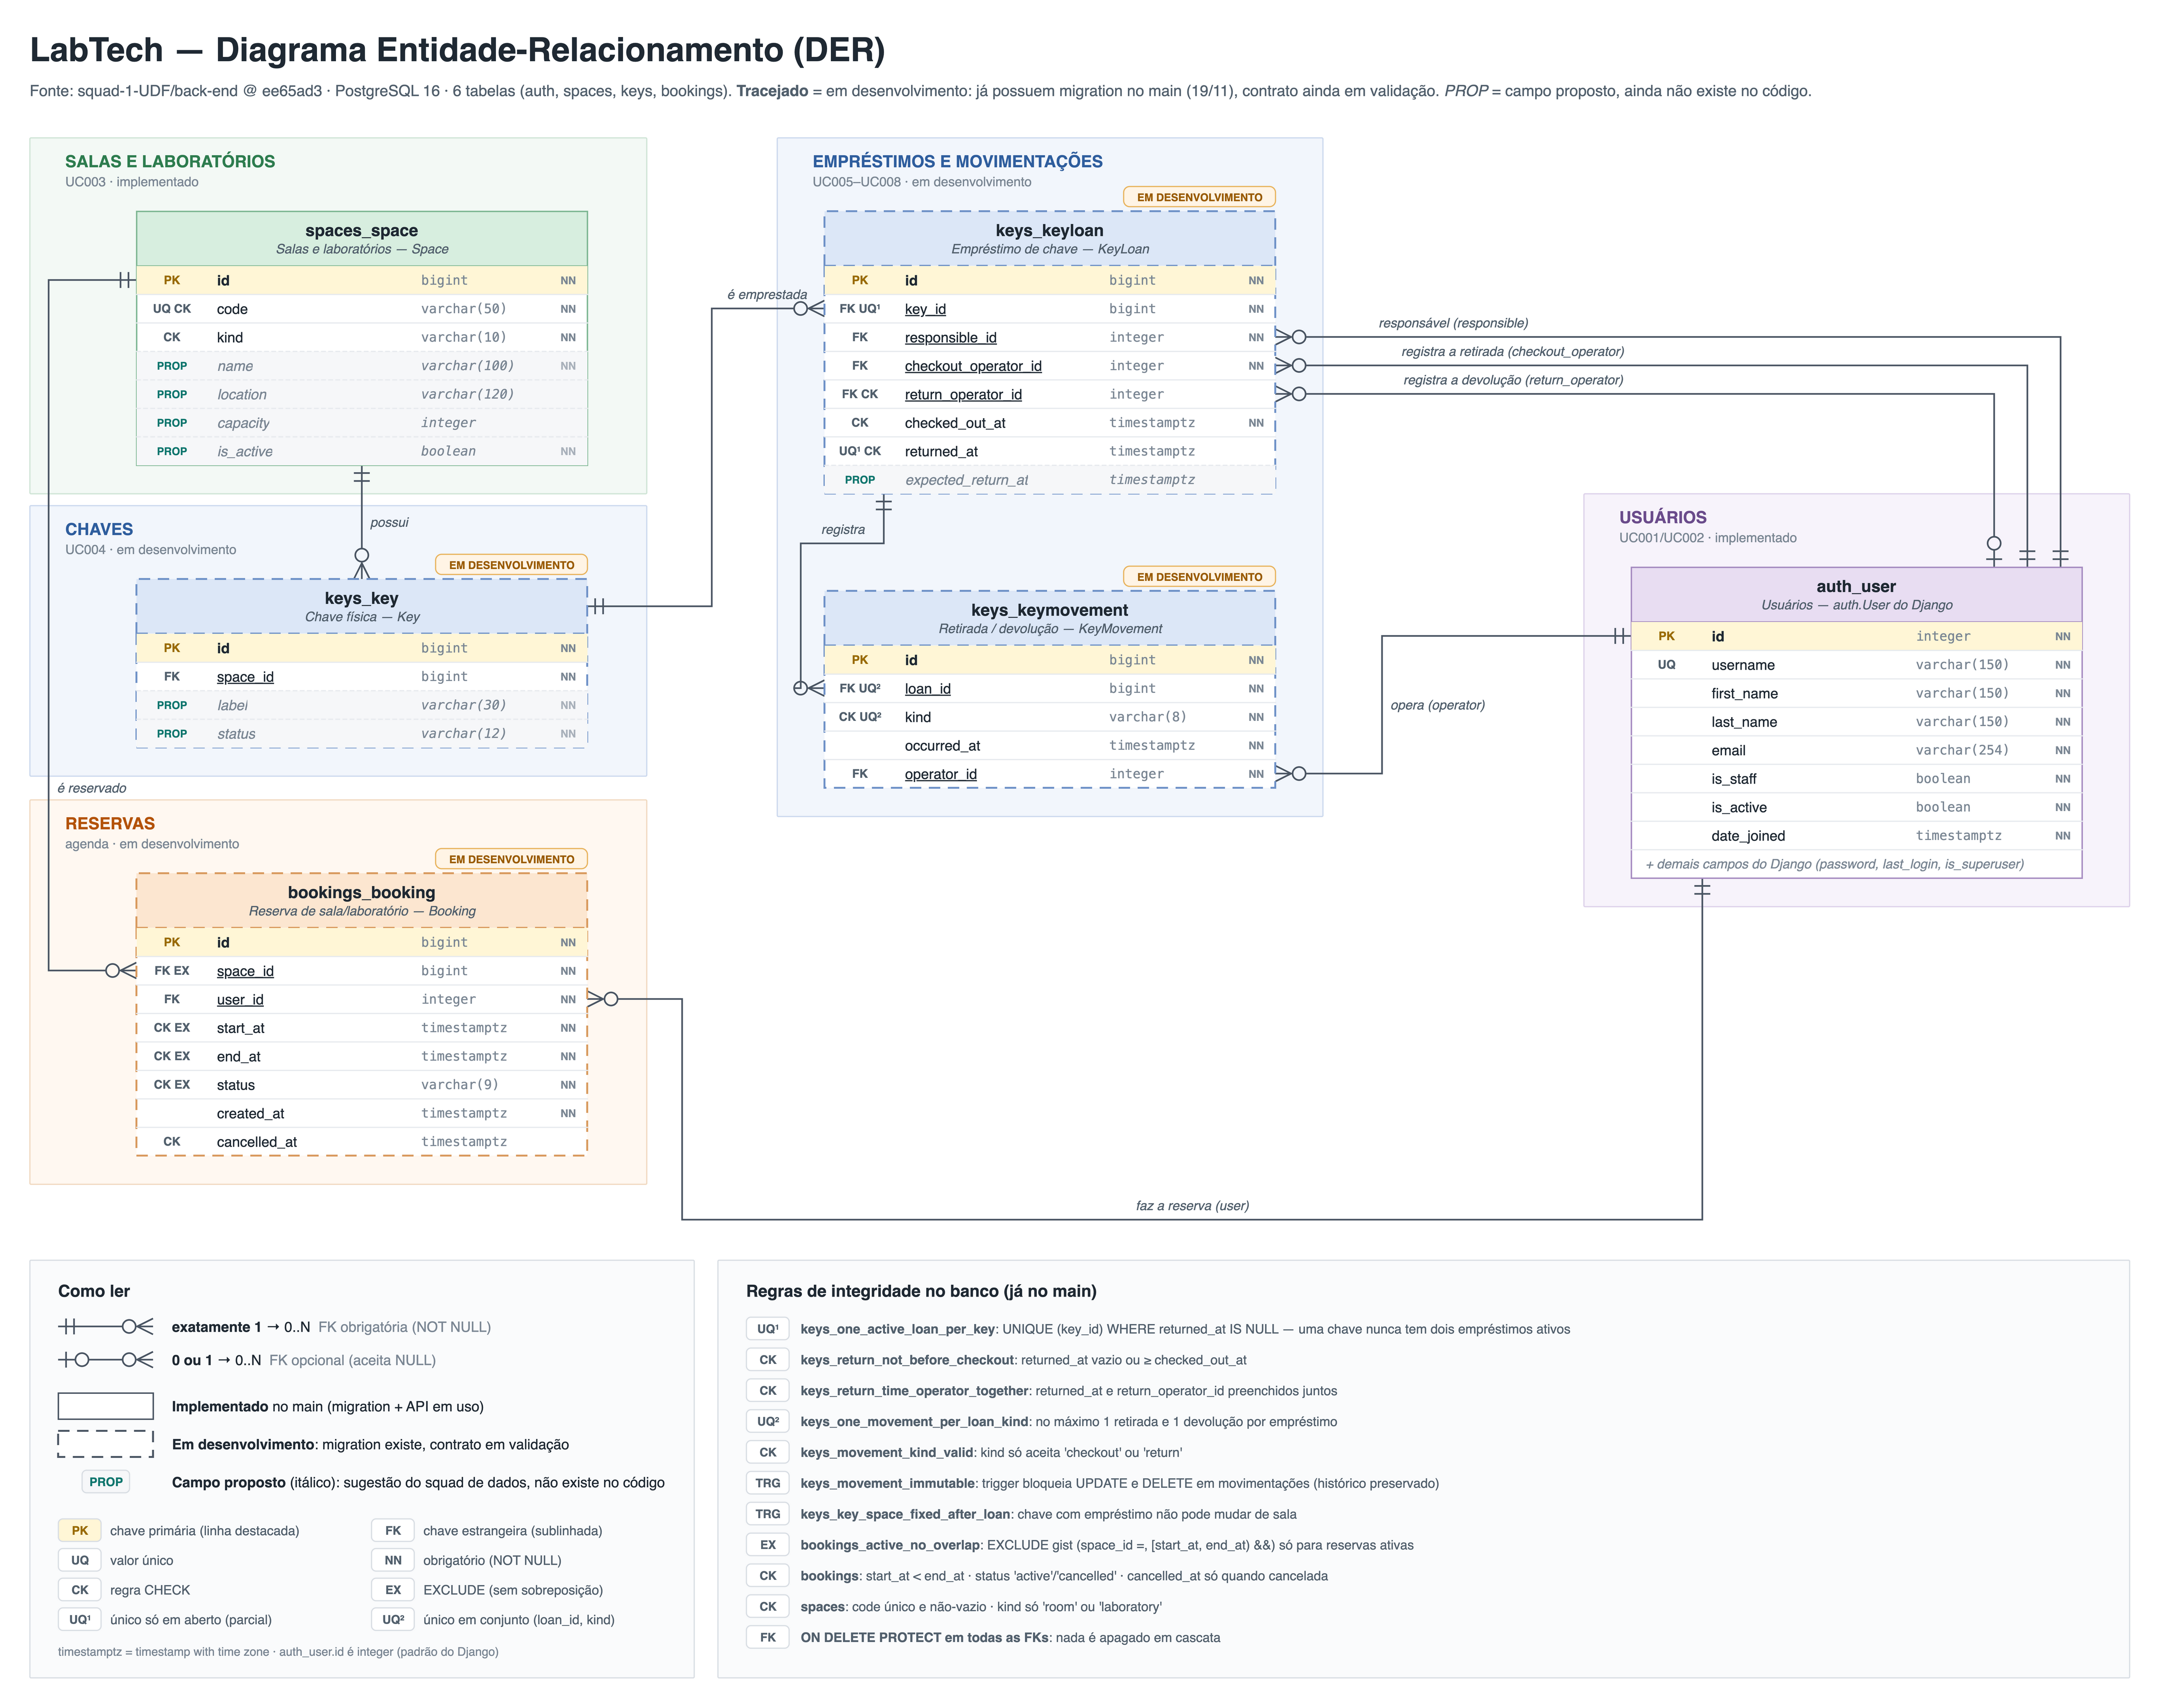 LabTech — Diagrama Entidade-Relacionamento (DER)
Fonte: squad-1-UDF/back-end @ ee65ad3 · PostgreSQL 16 · 6 tabelas (auth, spaces, keys, bookings). Tracejado = em desenvolvimento: já possuem migration no main (19/11), contrato ainda em validação. PROP = campo proposto, ainda não existe no código.
SALAS E LABORATÓRIOS
UC003 · implementado
spaces_space
Salas e laboratórios — Space
PK id bigint NN
UQ CK code varchar(50) NN
CK kind varchar(10) NN
PROP name varchar(100) NN
PROP location varchar(120)
PROP capacity integer
PROP is_active boolean NN
possui
CHAVES
UC004 · em desenvolvimento
EM DESENVOLVIMENTO
keys_key
Chave física — Key
PK id bigint NN
FK space_id bigint NN
PROP label varchar(30) NN
PROP status varchar(12) NN
é reservado
RESERVAS
agenda · em desenvolvimento
EM DESENVOLVIMENTO
bookings_booking
Reserva de sala/laboratório — Booking
PK id bigint NN
FK EX space_id bigint NN
FK user_id integer NN
CK EX start_at timestamptz NN
CK EX end_at timestamptz NN
CK EX status varchar(9) NN
created_at timestamptz NN
CK cancelled_at timestamptz
EMPRÉSTIMOS E MOVIMENTAÇÕES
UC005–UC008 · em desenvolvimento
EM DESENVOLVIMENTO
keys_keyloan
Empréstimo de chave — KeyLoan
é emprestada
PK id bigint NN
FK UQ¹ key_id bigint NN
FK responsible_id integer NN
FK checkout_operator_id integer NN
FK CK return_operator_id integer
CK checked_out_at timestamptz NN
UQ¹ CK returned_at timestamptz
PROP expected_return_at timestamptz
registra
EM DESENVOLVIMENTO
keys_keymovement
Retirada / devolução — KeyMovement
PK id bigint NN
FK UQ² loan_id bigint NN
CK UQ² kind varchar(8) NN
occurred_at timestamptz NN
FK operator_id integer NN
responsável (responsible)
registra a retirada (checkout_operator)
registra a devolução (return_operator)
opera (operator)
USUÁRIOS
UC001/UC002 · implementado
auth_user
Usuários — auth.User do Django
PK id integer NN
UQ username varchar(150) NN
first_name varchar(150) NN
last_name varchar(150) NN
email varchar(254) NN
is_staff boolean NN
is_active boolean NN
date_joined timestamptz NN
+ demais campos do Django (password, last_login, is_superuser)
faz a reserva (user)
Como ler
exatamente 1 → 0..N FK obrigatória (NOT NULL)
0 ou 1 → 0..N FK opcional (aceita NULL)
Implementado no main (migration + API em uso)
Em desenvolvimento: migration existe, contrato em validação
PROP Campo proposto (itálico): sugestão do squad de dados, não existe no código
PK chave primária (linha destacada) FK chave estrangeira (sublinhada)
UQ valor único NN obrigatório (NOT NULL)
CK regra CHECK EX EXCLUDE (sem sobreposição)
UQ¹ único só em aberto (parcial) UQ² único em conjunto (loan_id, kind)
timestamptz = timestamp with time zone · auth_user.id é integer (padrão do Django)
Regras de integridade no banco (já no main)
UQ¹ keys_one_active_loan_per_key: UNIQUE (key_id) WHERE returned_at IS NULL — uma chave nunca tem dois empréstimos ativos
CK keys_return_not_before_checkout: returned_at vazio ou ≥ checked_out_at
CK keys_return_time_operator_together: returned_at e return_operator_id preenchidos juntos
UQ² keys_one_movement_per_loan_kind: no máximo 1 retirada e 1 devolução por empréstimo
CK keys_movement_kind_valid: kind só aceita 'checkout' ou 'return'
TRG keys_movement_immutable: trigger bloqueia UPDATE e DELETE em movimentações (histórico preservado)
TRG keys_key_space_fixed_after_loan: chave com empréstimo não pode mudar de sala
EX bookings_active_no_overlap: EXCLUDE gist (space_id =, [start_at, end_at) &&) só para reservas ativas
CK bookings: start_at < end_at · status 'active'/'cancelled' · cancelled_at só quando cancelada
CK spaces: code único e não-vazio · kind só 'room' ou 'laboratory'
FK ON DELETE PROTECT em todas as FKs: nada é apagado em cascata